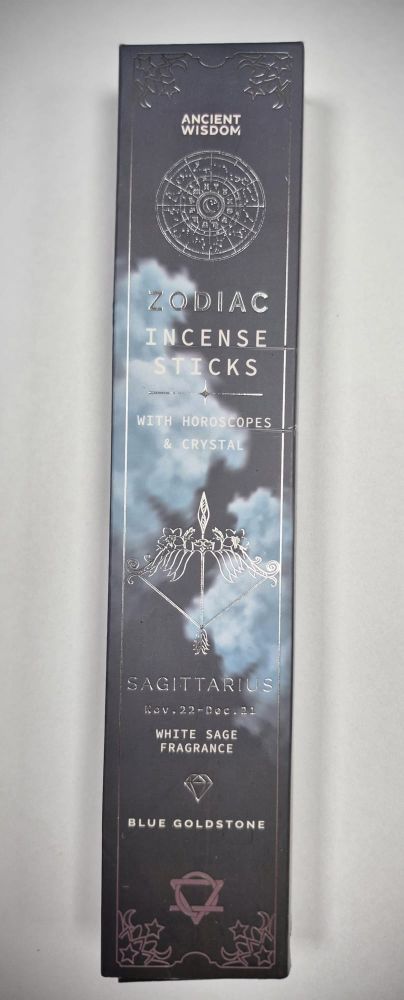 ANCIENT
WISDOM
ZODIAC
INCENSE
STICKS
WITH HOROSCOPES
& CRYSTAL
SAGITTARIUS
Nov.22-Dec.21
WHITE SAGE
FRAGRANCE
BLUE GOLDSTONE